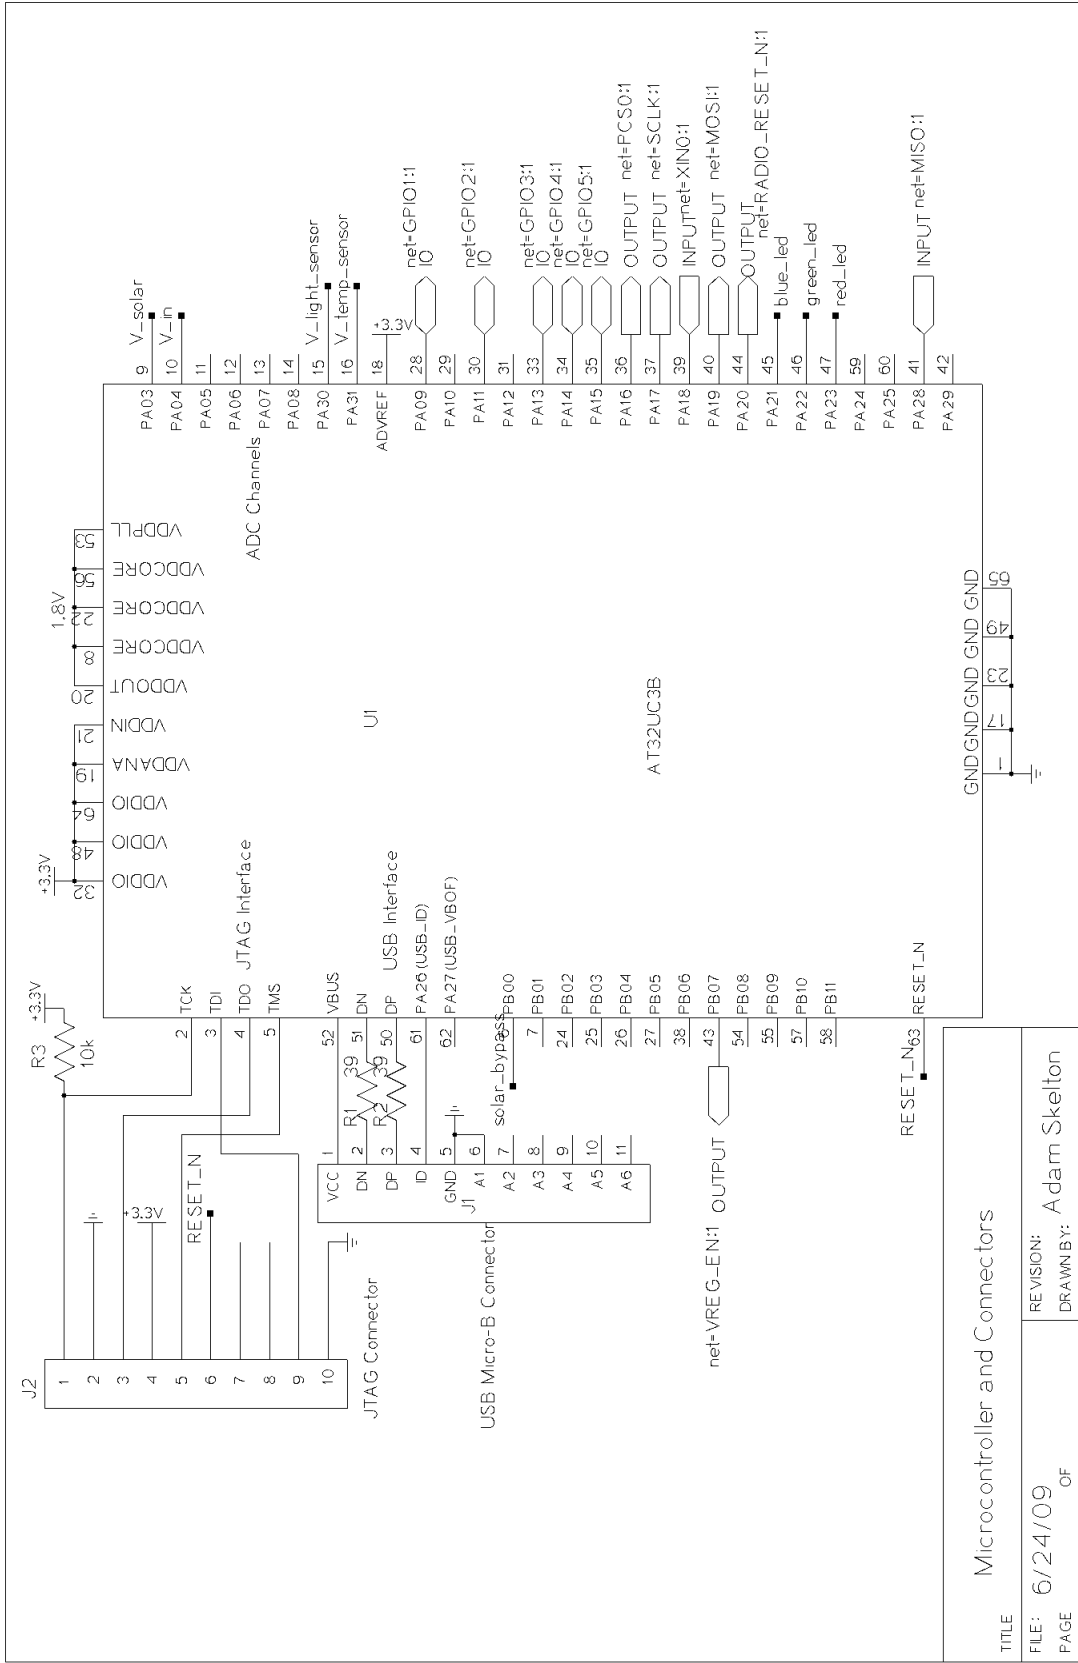 J2
1
2
3
4
5
6
7
8
9
10
JTAG Connector
R3
10k
+3.3V
+3.3V
RESET_N
2 TCK
3 TDI
4 TDO
5 TMS
JTAG Interface
+3.3V
32 VDDIO
48 VDDIO
64 VDDIO
19 VDDANA
21 VDDIN
20 VDDOUT
8 VDDCORE
22 VDDCORE
56 VDDCORE
53 VDDPLL
1.8V
USB Micro-B Connector
J1
VCC 1
DN 2
DP 3
ID 4
GND 5
A1 6
A2 7
A3 8
A4 9
A5 10
A6 11
R1 39
R2 39
52 VBUS
51 DN
50 DP
USB Interface
61 PA26 (USB_ID)
62 PA27 (USB_VBOF)
solar_bypass
6 PB00
7 PB01
24 PB02
25 PB03
26 PB04
27 PB05
38 PB06
43 PB07
54 PB08
55 PB09
57 PB10
58 PB11
net=VREG_EN:1 OUTPUT
RESET_N
63 RESET_N
U1
AT32UC3B
ADC Channels
PA03 9 V_solar
PA04 10 V_in
PA05 11
PA06 12
PA07 13
PA08 14
PA30 15 V_light_sensor
PA31 16 V_temp_sensor
ADVREF 18 +3.3V
PA09 28 IO net=GPIO1:1
PA10 29
PA11 30 IO net=GPIO2:1
PA12 31
PA13 33 IO net=GPIO3:1
PA14 34 IO net=GPIO4:1
PA15 35 IO net=GPIO5:1
PA16 36 OUTPUT net=PCS0:1
PA17 37 OUTPUT net=SCLK:1
PA18 39 INPUT net=XIN0:1
PA19 40 OUTPUT net=MOSI:1
PA20 44 OUTPUT net=RADIO_RESET_N:1
PA21 45 blue_led
PA22 46 green_led
PA23 47 red_led
PA24 59
PA25 60
PA28 41 INPUT net=MISO:1
PA29 42
GND GND GND GND GND
1 17 23 49 65
Microcontroller and Connectors
TITLE
FILE: 6/24/09
REVISION:
PAGE OF
DRAWN BY: Adam Skelton